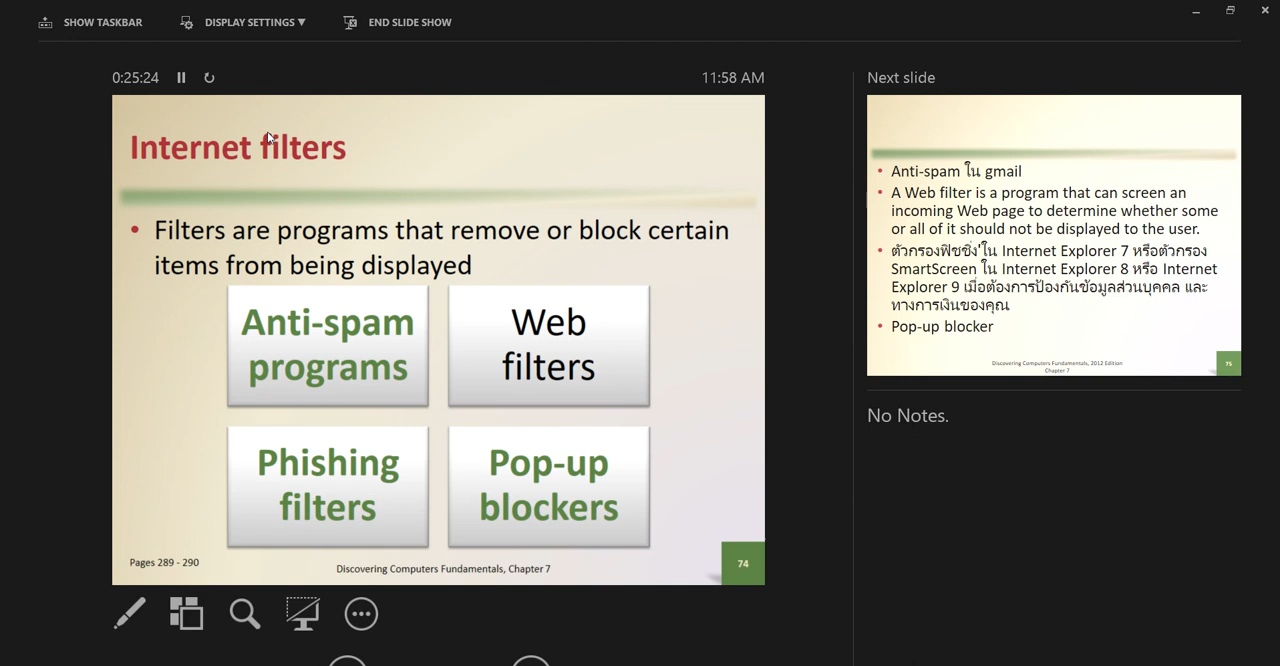 SHOW TASKBAR DISPLAY SETTINGS ▼ END SLIDE SHOW
0:25:24 11:58 AM
Internet filters
• Filters are programs that remove or block certain
items from being displayed
Anti-spam
programs
Web
filters
Phishing
filters
Pop-up
blockers
Pages 289 - 290
Discovering Computers Fundamentals, Chapter 7
74
Next slide
• Anti-spam ใน gmail
• A Web filter is a program that can screen an
incoming Web page to determine whether some
or all of it should not be displayed to the user.
• ตัวกรองฟิชชิ่ง'ใน Internet Explorer 7 หรือตัวกรอง
SmartScreen ใน Internet Explorer 8 หรือ Internet
Explorer 9 เมื่อต้องการป้องกันข้อมูลส่วนบุคคล และ
ทางการเงินของคุณ
• Pop-up blocker
Discovering Computers Fundamentals, 2012 Edition
Chapter 7
75
No Notes.